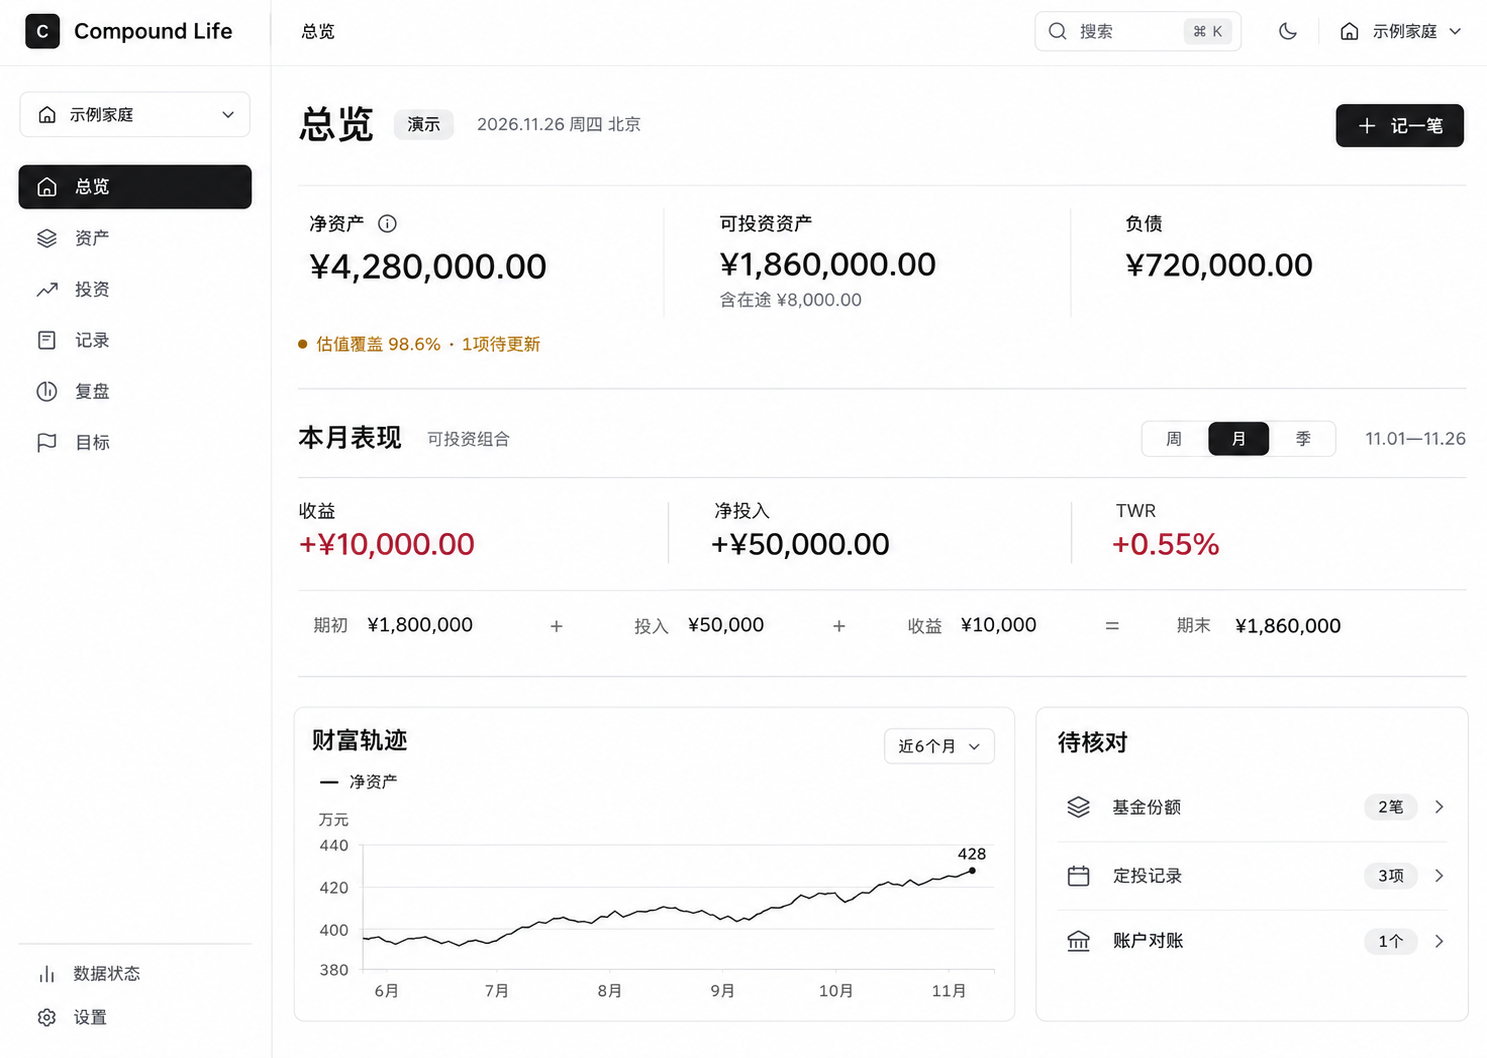 C Compound Life
总览
搜索 ⌘ K
示例家庭
示例家庭
总览
资产
投资
记录
复盘
目标
数据状态
设置
总览 演示 2026.11.26 周四 北京
+ 记一笔
净资产
¥4,280,000.00
可投资资产
¥1,860,000.00
含在途 ¥8,000.00
负债
¥720,000.00
估值覆盖 98.6% · 1项待更新
本月表现 可投资组合
周 月 季 11.01—11.26
收益
+¥10,000.00
净投入
+¥50,000.00
TWR
+0.55%
期初 ¥1,800,000 + 投入 ¥50,000 + 收益 ¥10,000 = 期末 ¥1,860,000
财富轨迹
近6个月
净资产
万元
440
420
400
380
428
6月 7月 8月 9月 10月 11月
待核对
基金份额 2笔
定投记录 3项
账户对账 1个